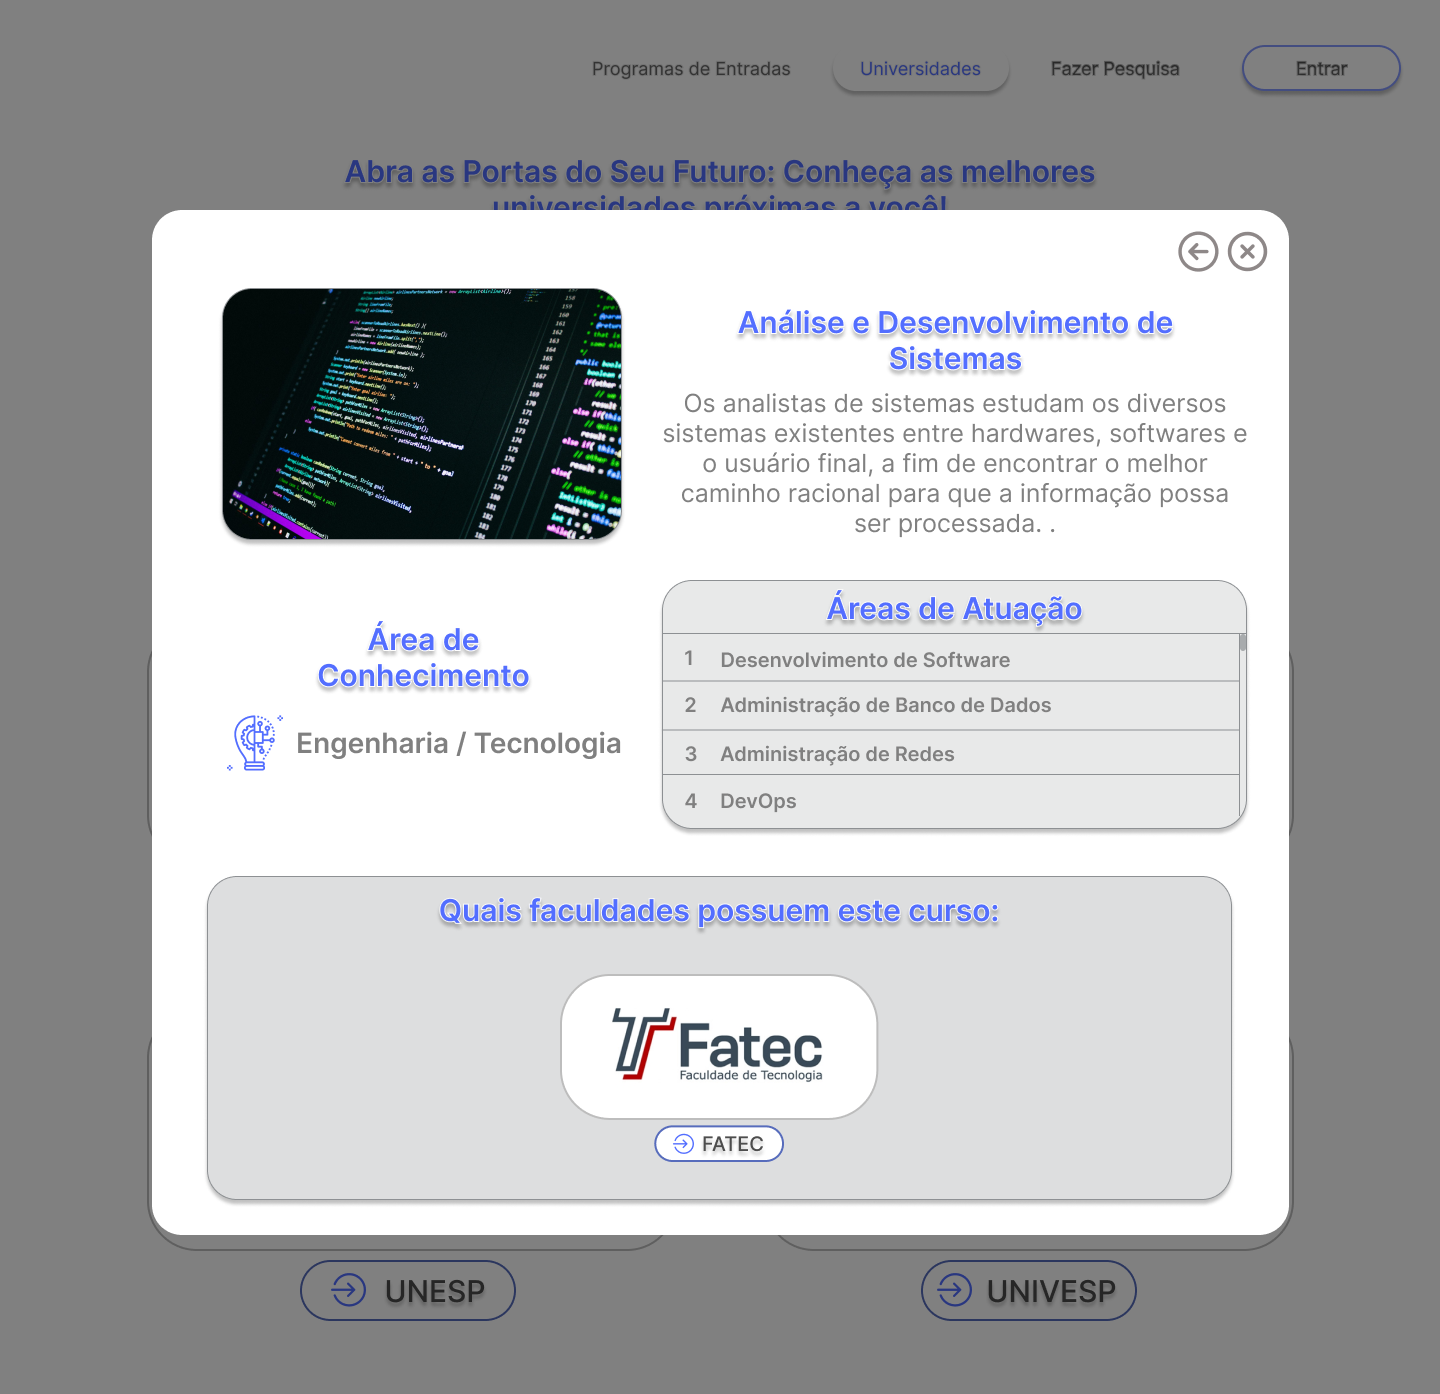 Programas de Entradas
Universidades
Fazer Pesquisa
Entrar
Abra as Portas do Seu Futuro: Conheça as melhores
universidades próximas a você!
Análise e Desenvolvimento de
Sistemas
Os analistas de sistemas estudam os diversos
sistemas existentes entre hardwares, softwares e
o usuário final, a fim de encontrar o melhor
caminho racional para que a informação possa
ser processada. .
Área de
Conhecimento
Engenharia / Tecnologia
Áreas de Atuação
1 Desenvolvimento de Software
2 Administração de Banco de Dados
3 Administração de Redes
4 DevOps
Quais faculdades possuem este curso:
Fatec
Faculdade de Tecnologia
FATEC
UNESP
UNIVESP